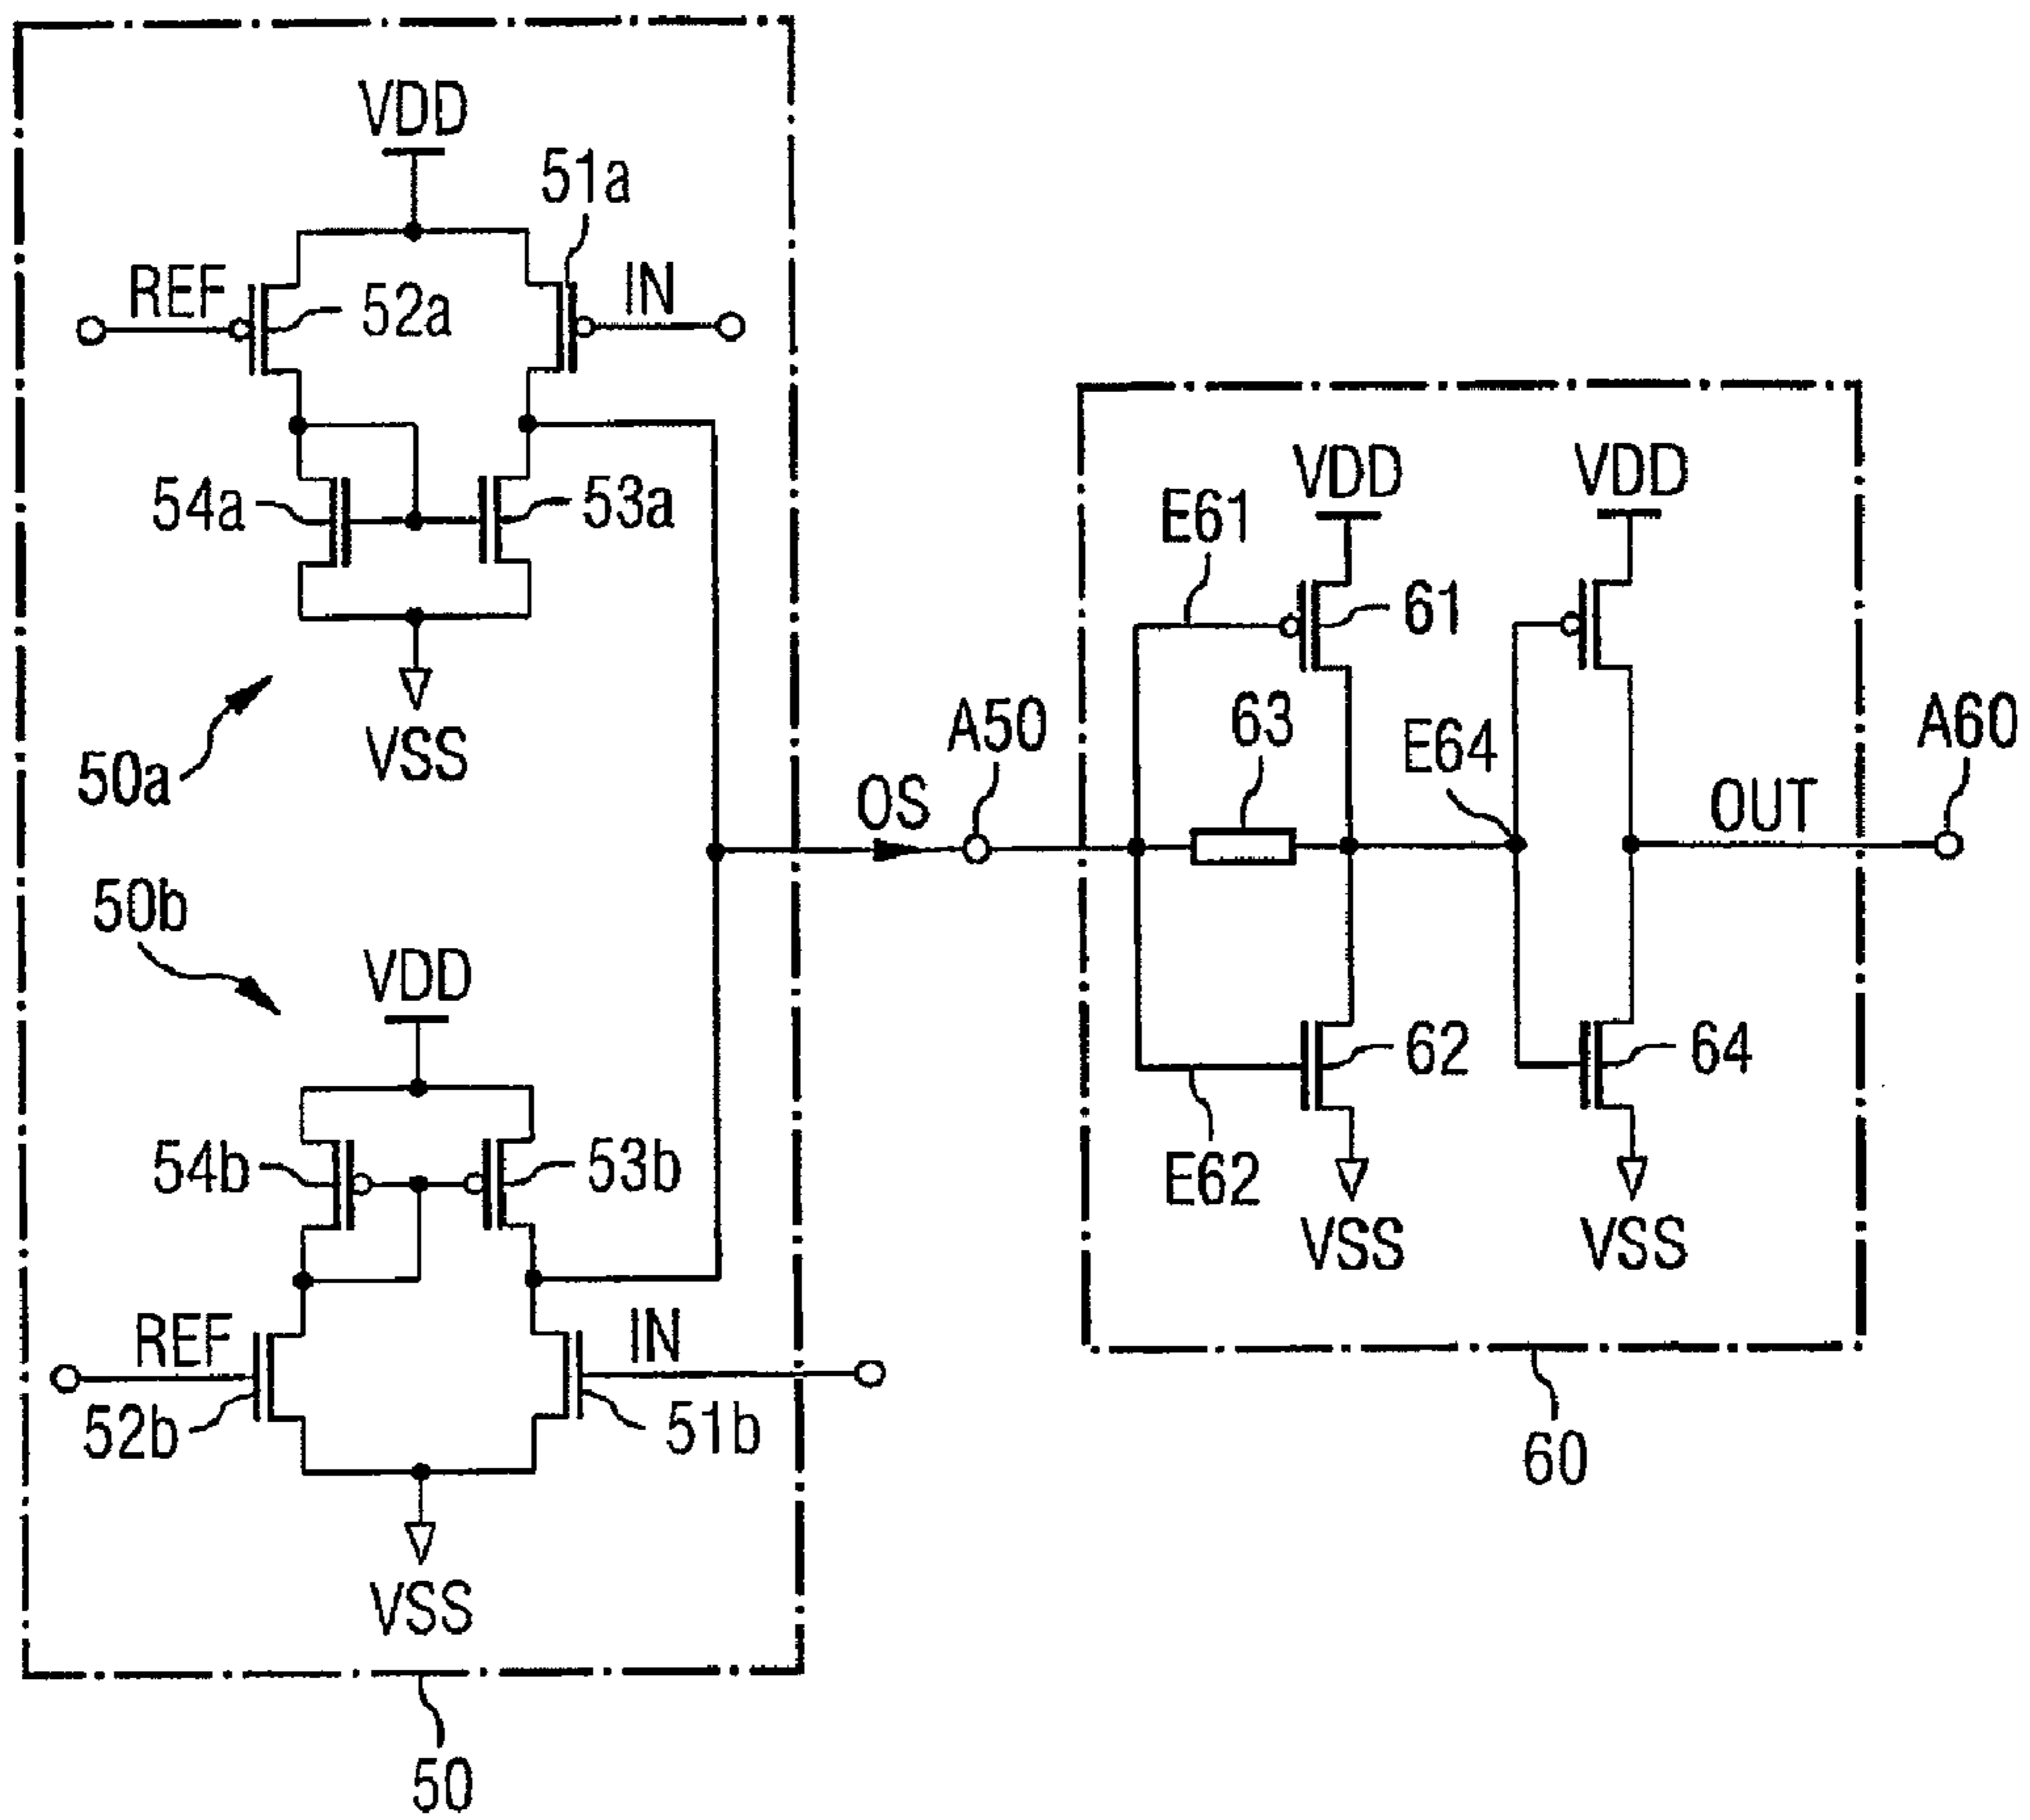 VDD
51a
REF
52a
IN
54a
53a
VSS
50a
50b
VDD
54b
53b
REF
IN
52b
51b
VSS
50
OS
A50
VDD
VDD
E61
61
63
E64
OUT
A60
62
64
E62
VSS
VSS
60